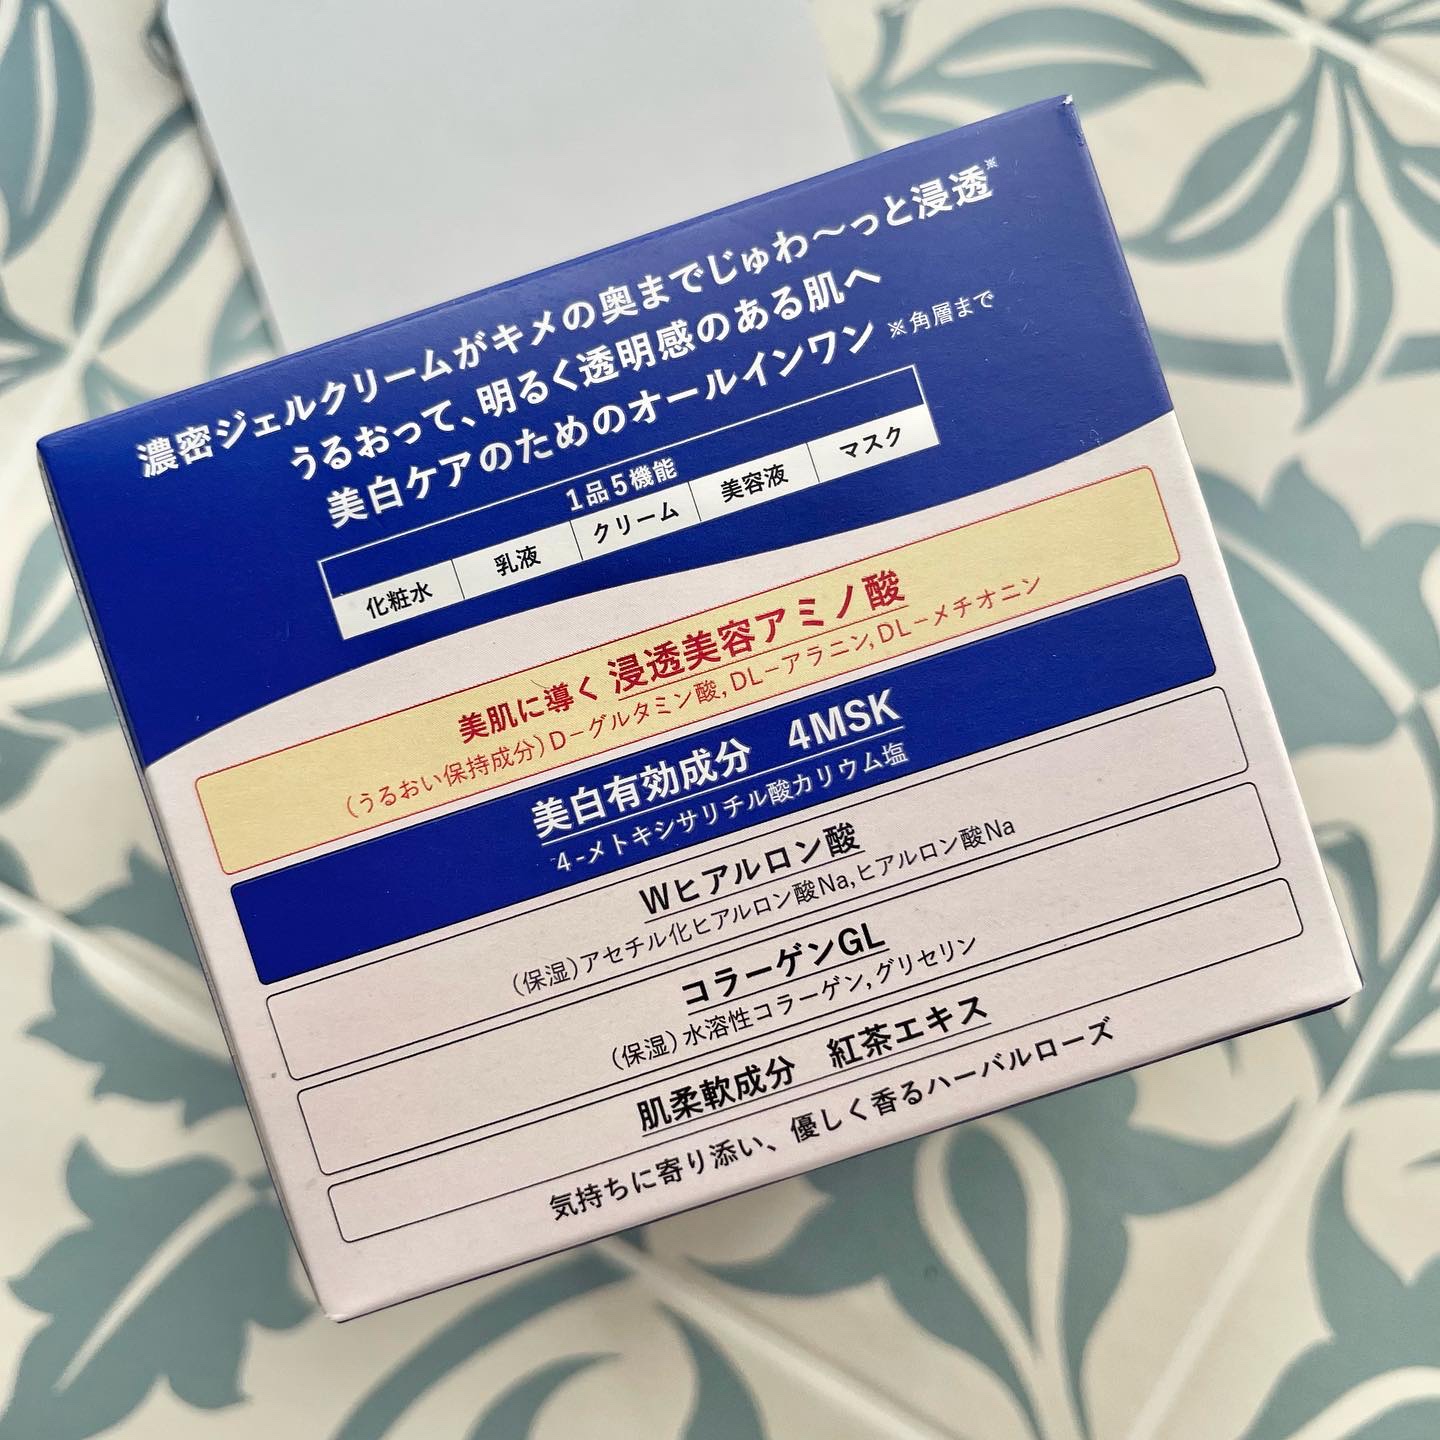 濃密ジェルクリームがキメの奥までじゅわ〜っと浸透※
うるおって、明るく透明感のある肌へ
美白ケアのためのオールインワン ※角層まで
1品5機能
化粧水 乳液 クリーム 美容液 マスク
美肌に導く 浸透美容アミノ酸
(うるおい保持成分)D−グルタミン酸, DL−アラニン, DL−メチオニン
美白有効成分 4MSK
4-メトキシサリチル酸カリウム塩
Wヒアルロン酸
(保湿)アセチル化ヒアルロン酸Na, ヒアルロン酸Na
コラーゲンGL
(保湿)水溶性コラーゲン, グリセリン
肌柔軟成分 紅茶エキス
気持ちに寄り添い、優しく香るハーバルローズ